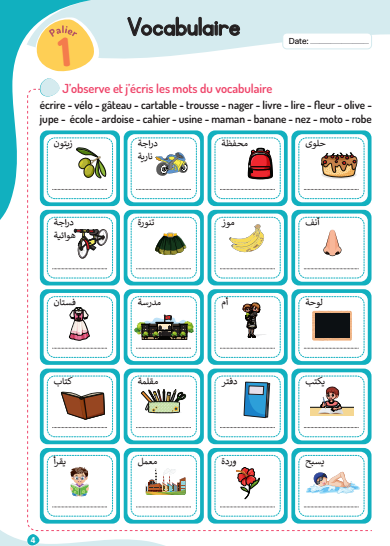 Palier
1
Vocabulaire
Date:
J'observe et j'écris les mots du vocabulaire
écrire - vélo - gâteau - cartable - trousse - nager - livre - lire - fleur - olive -
jupe - école - ardoise - cahier - usine - maman - banane - nez - moto - robe
زيتون
دراجة
نارية
محفظة
حلوى
دراجة
هوائية
تنورة
موز
أنف
فستان
مدرسة
أم
لوحة
كتاب
مقلمة
دفتر
يكتب
يقرأ
معمل
وردة
يسبح
4